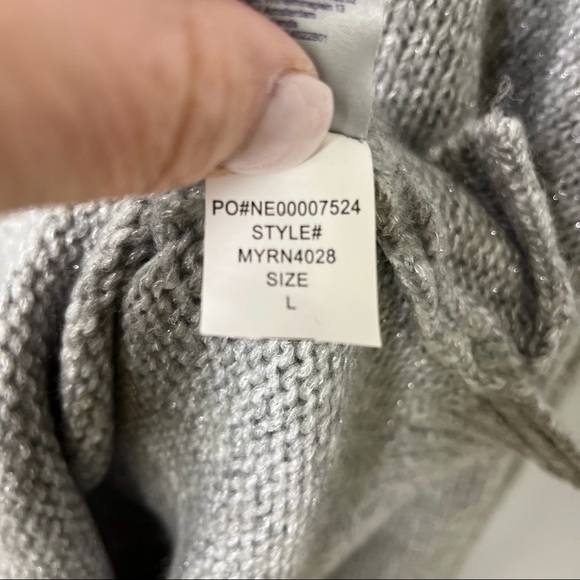 PO#NE00007524
STYLE#
MYRN4028
SIZE
L